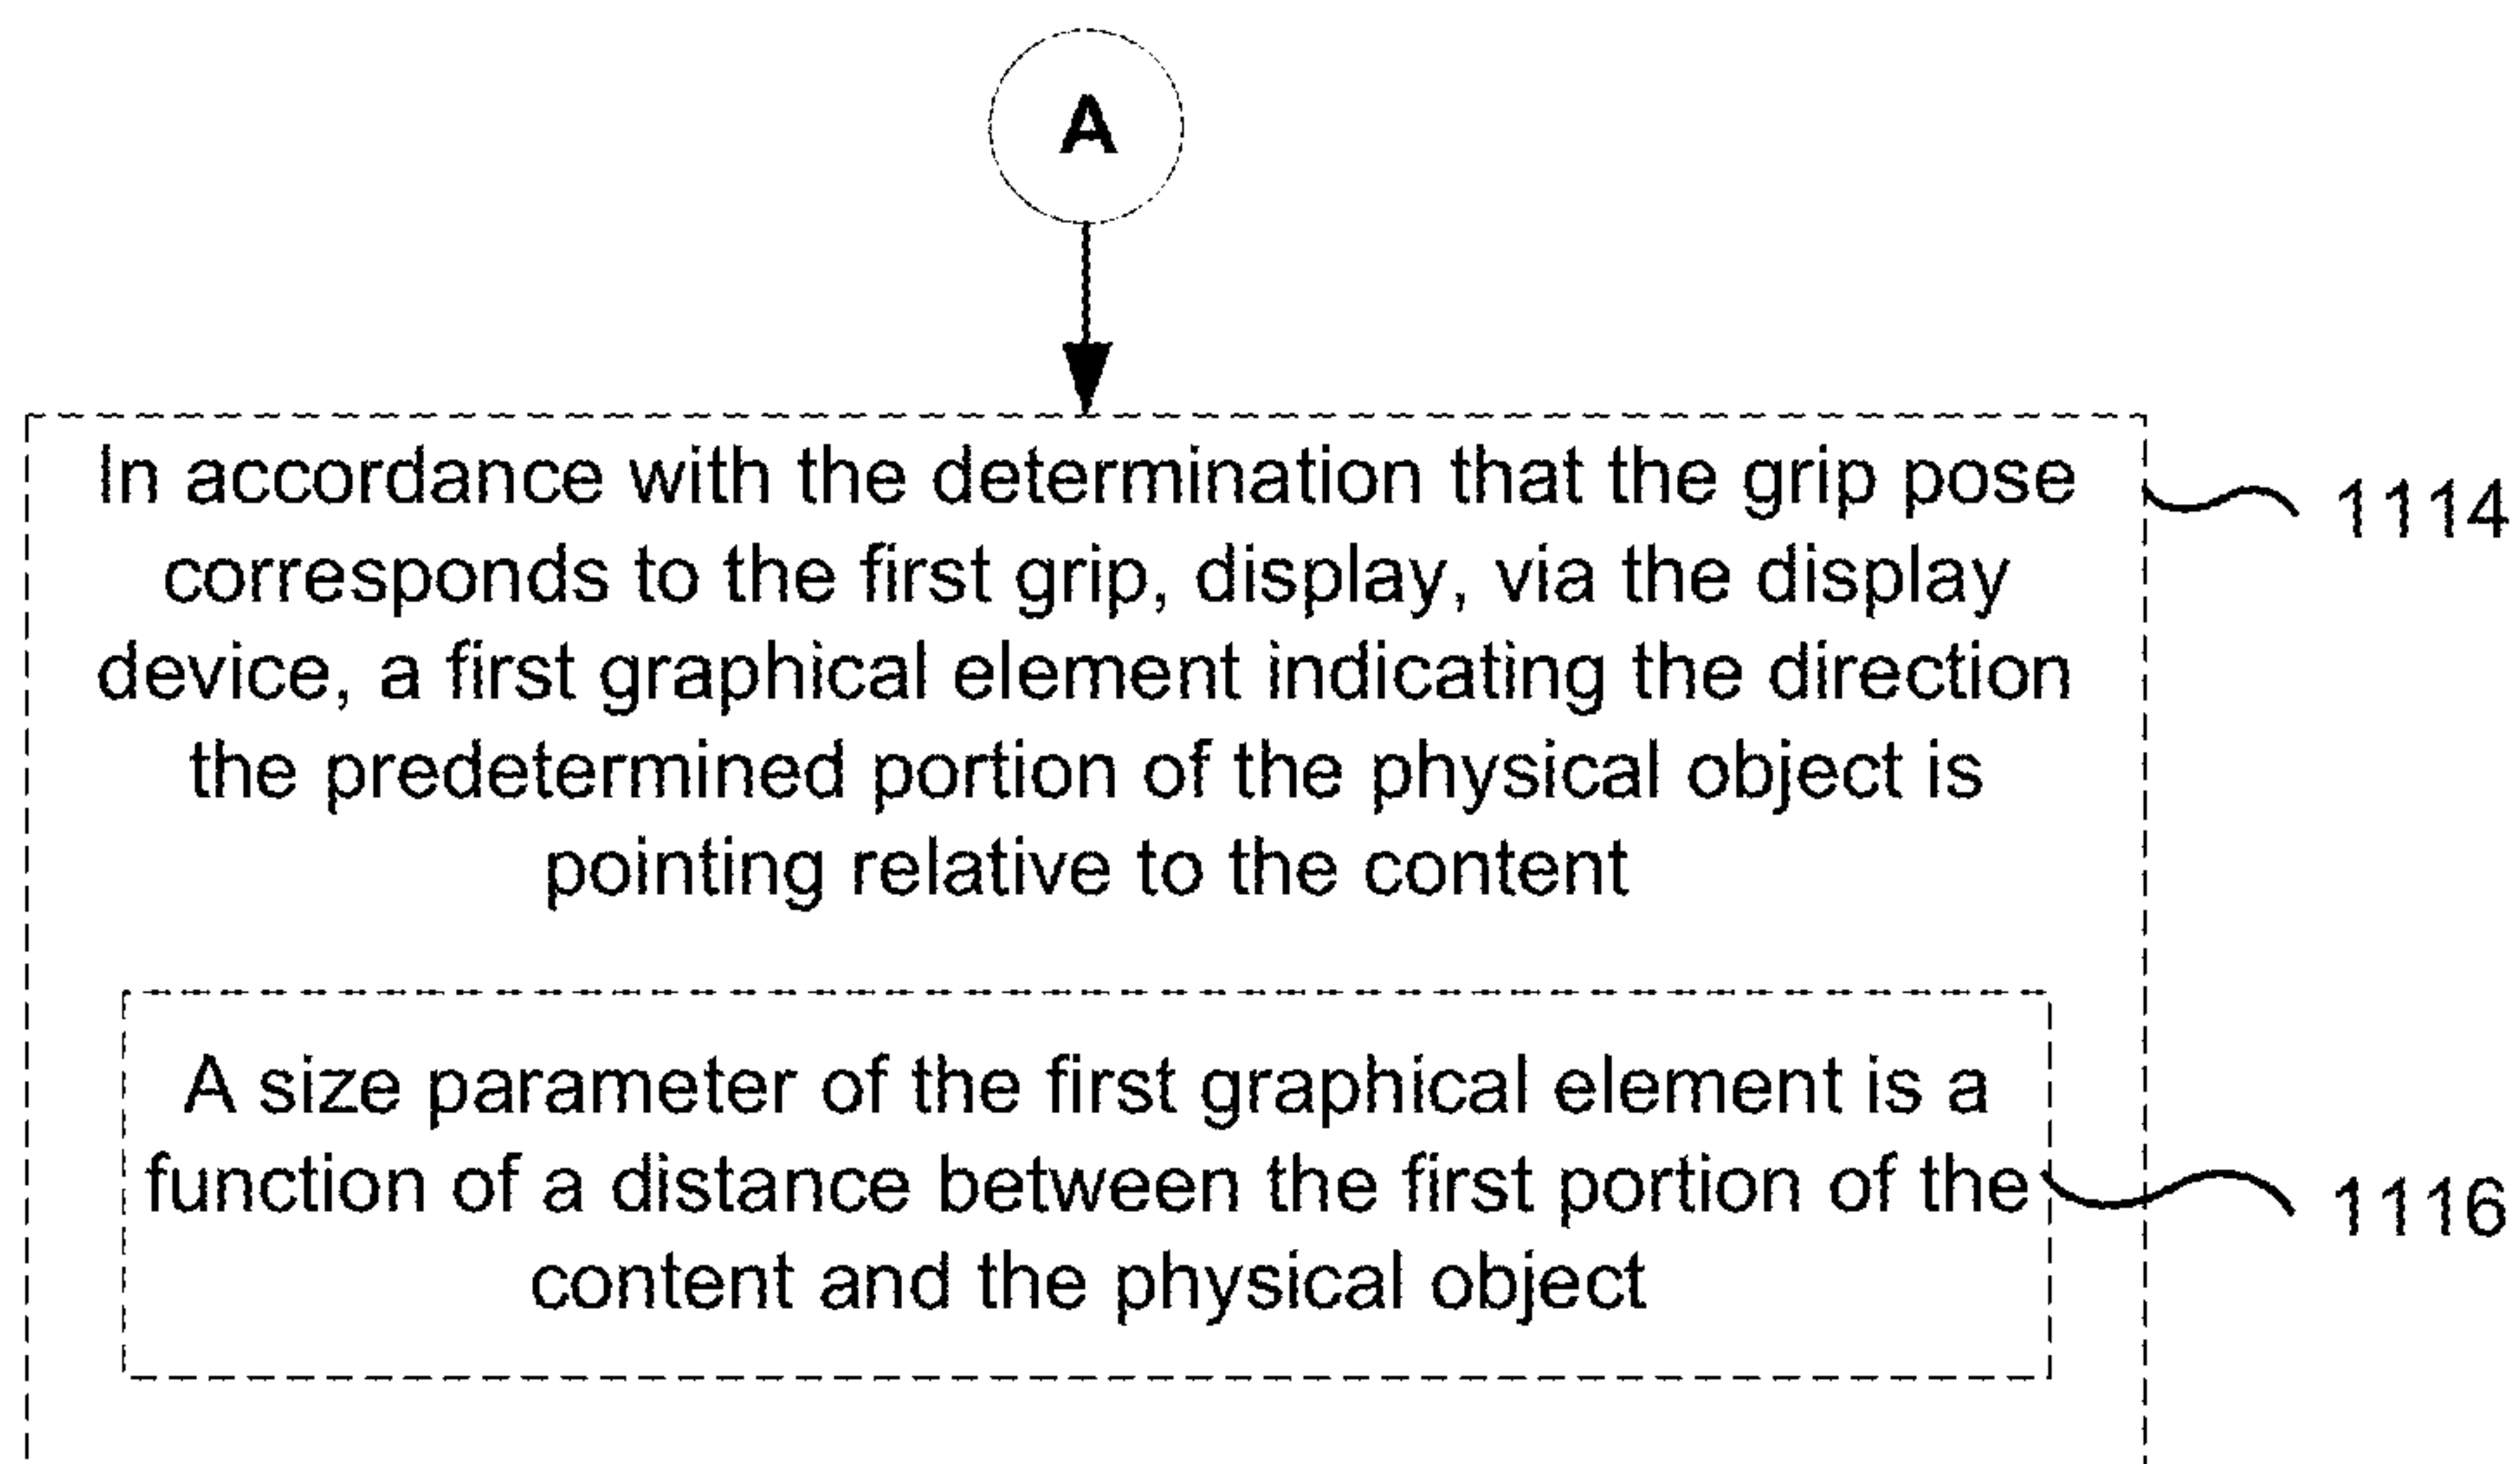 A
In accordance with the determination that the grip pose
1114
corresponds to the first grip, display, via the display
device, a first graphical element indicating the direction
the predetermined portion of the physical object is
pointing relative to the content
A size parameter of the first graphical element is a
function of a distance between the first portion of the
1116
content and the physical object